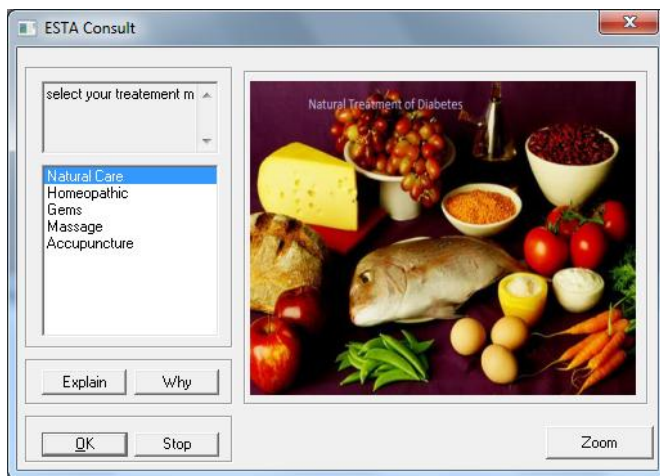 ESTA Consult
select your treatement m
Natural Care
Homeopathic
Gems
Massage
Accupuncture
Explain
Why
OK
Stop
Natural Treatment of Diabetes
Zoom